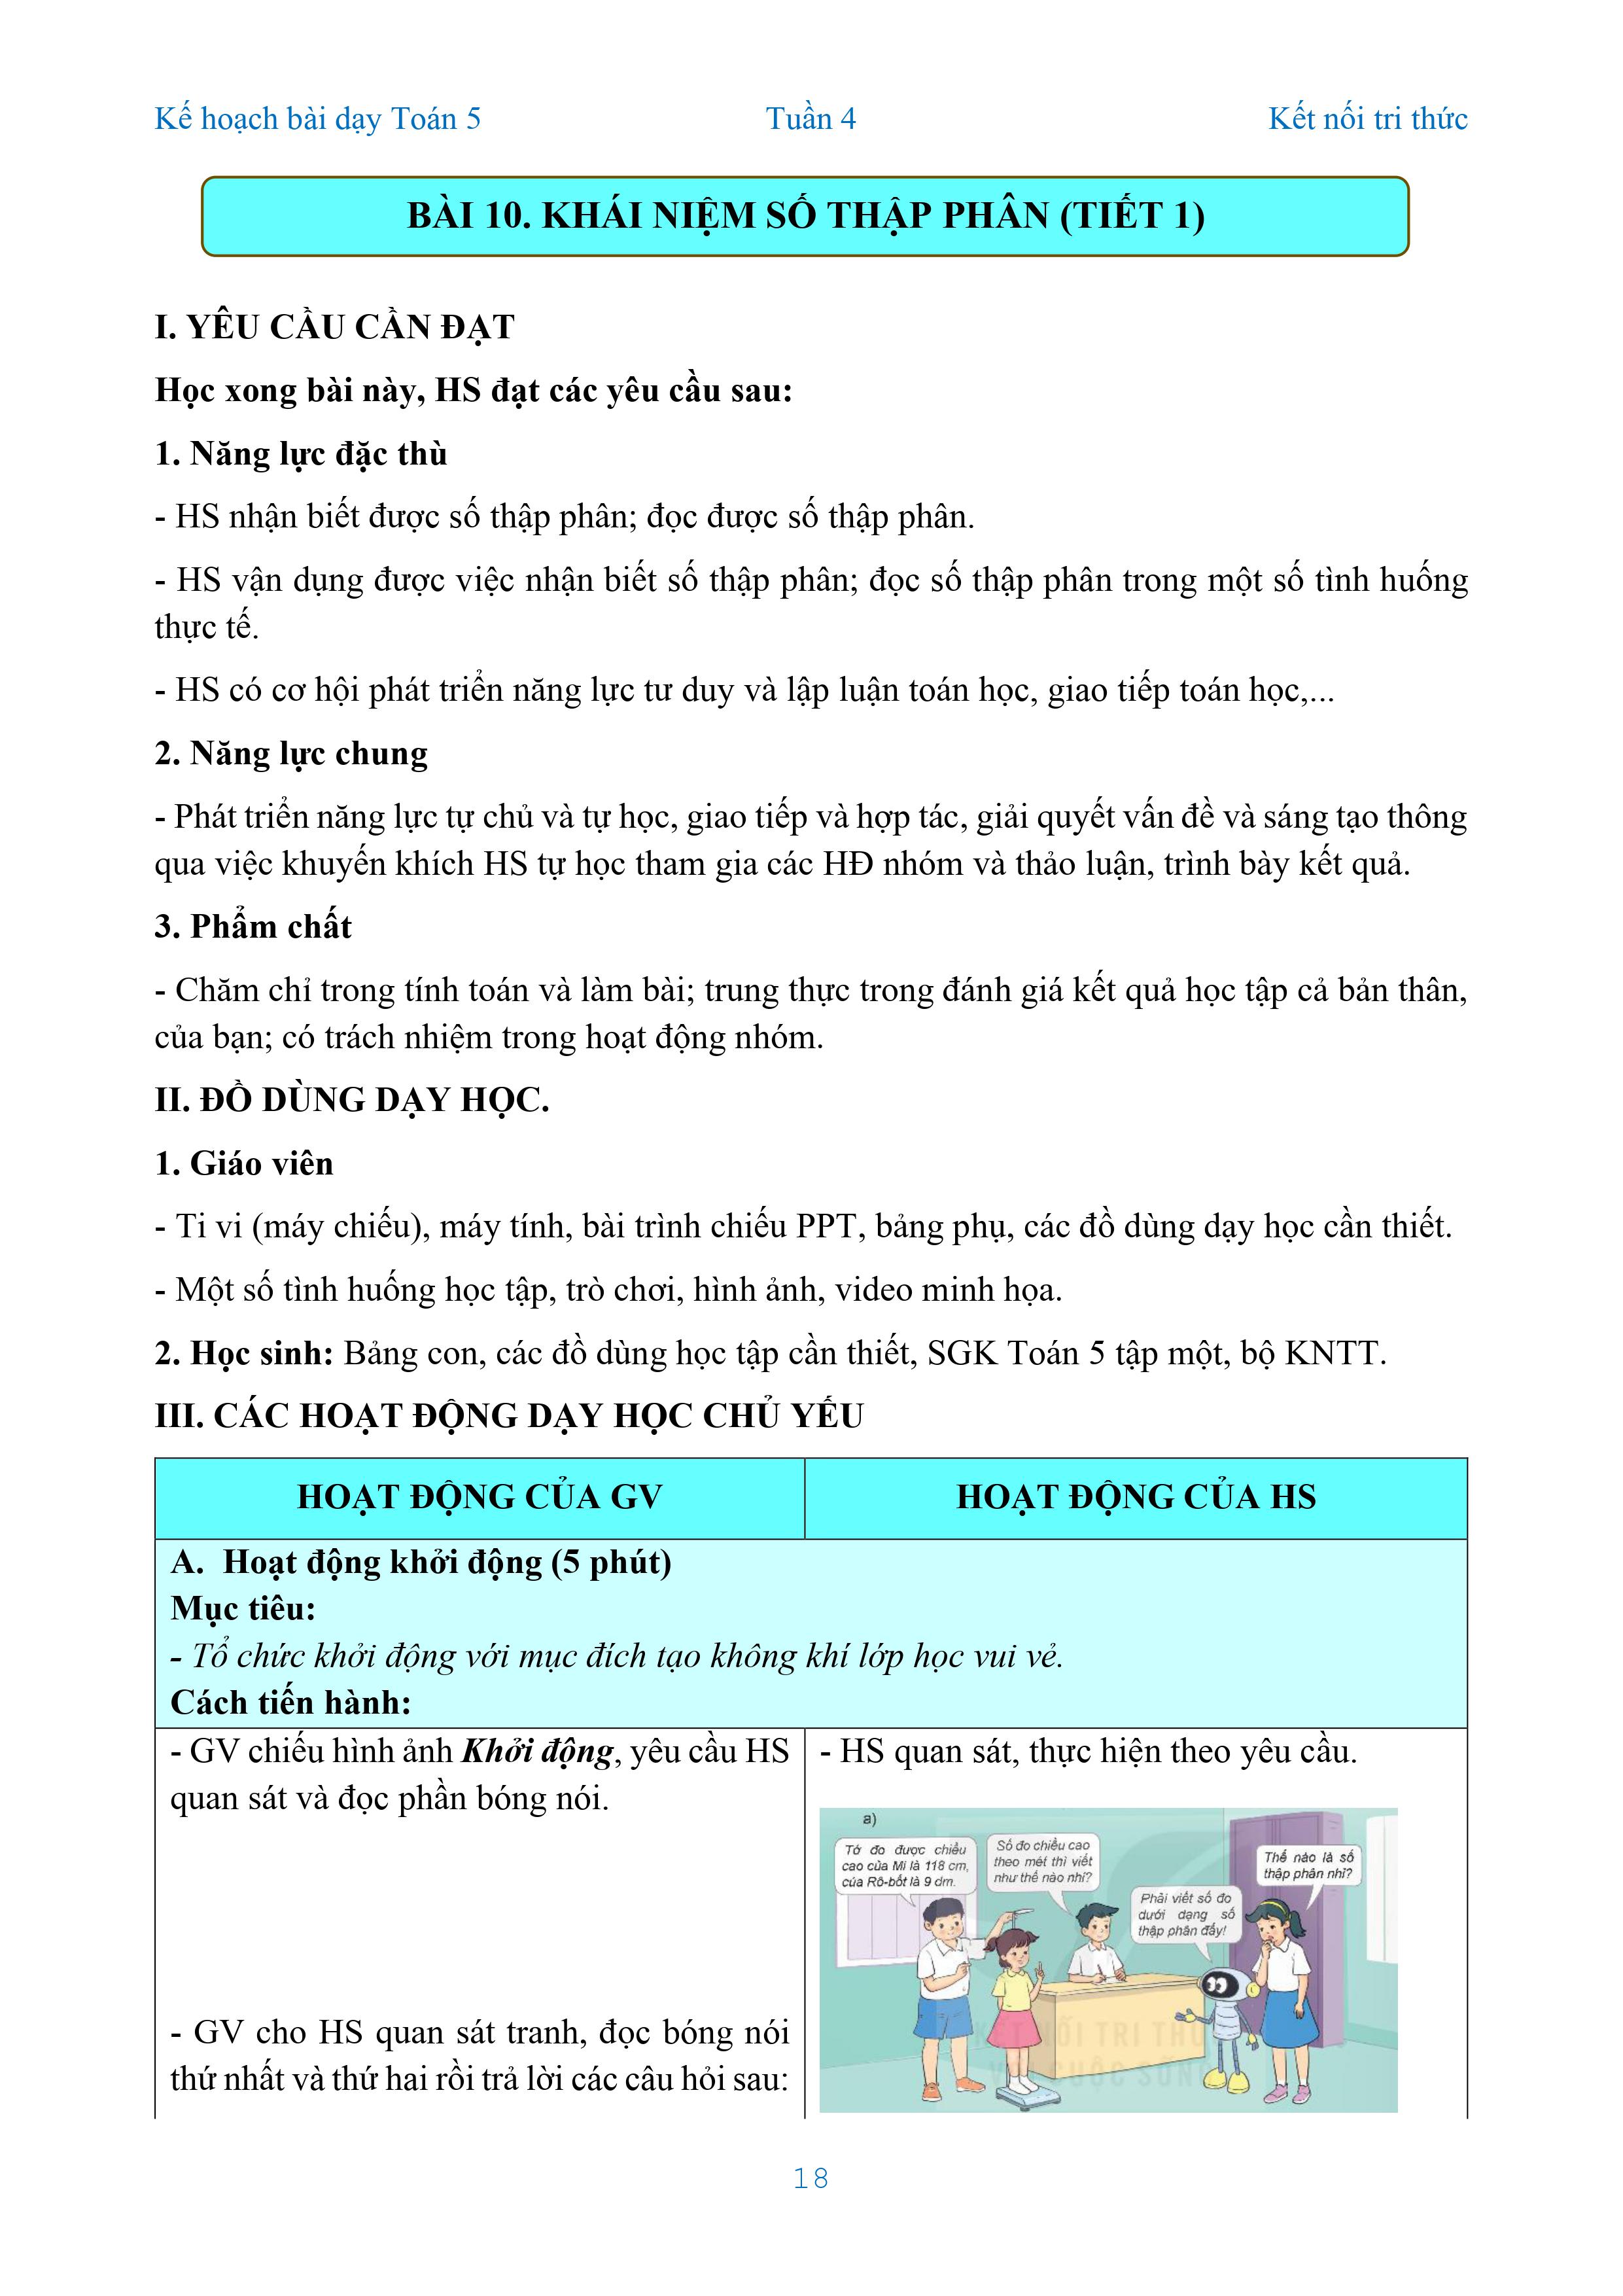 Kế hoạch bài dạy Toán 5 Tuần 4 Kết nối tri thức
BÀI 10. KHÁI NIỆM SỐ THẬP PHÂN (TIẾT 1)
I. YÊU CẦU CẦN ĐẠT
Học xong bài này, HS đạt các yêu cầu sau:
1. Năng lực đặc thù
- HS nhận biết được số thập phân; đọc được số thập phân.
- HS vận dụng được việc nhận biết số thập phân; đọc số thập phân trong một số tình huống
thực tế.
- HS có cơ hội phát triển năng lực tư duy và lập luận toán học, giao tiếp toán học,...
2. Năng lực chung
- Phát triển năng lực tự chủ và tự học, giao tiếp và hợp tác, giải quyết vấn đề và sáng tạo thông
qua việc khuyến khích HS tự học tham gia các HĐ nhóm và thảo luận, trình bày kết quả.
3. Phẩm chất
- Chăm chỉ trong tính toán và làm bài; trung thực trong đánh giá kết quả học tập cả bản thân,
của bạn; có trách nhiệm trong hoạt động nhóm.
II. ĐỒ DÙNG DẠY HỌC.
1. Giáo viên
- Ti vi (máy chiếu), máy tính, bài trình chiếu PPT, bảng phụ, các đồ dùng dạy học cần thiết.
- Một số tình huống học tập, trò chơi, hình ảnh, video minh họa.
2. Học sinh: Bảng con, các đồ dùng học tập cần thiết, SGK Toán 5 tập một, bộ KNTT.
III. CÁC HOẠT ĐỘNG DẠY HỌC CHỦ YẾU
HOẠT ĐỘNG CỦA GV
HOẠT ĐỘNG CỦA HS
A. Hoạt động khởi động (5 phút)
Mục tiêu:
- Tổ chức khởi động với mục đích tạo không khí lớp học vui vẻ.
Cách tiến hành:
- GV chiếu hình ảnh Khởi động, yêu cầu HS
quan sát và đọc phần bóng nói.
- GV cho HS quan sát tranh, đọc bóng nói
thứ nhất và thứ hai rồi trả lời các câu hỏi sau:
- HS quan sát, thực hiện theo yêu cầu.
a)
Tớ đo được chiều
cao của Mi là 118 cm,
của Rô-bốt là 9 dm.
Số đo chiều cao
theo mét thì viết
như thế nào nhỉ?
Phải viết số đo
dưới dạng số
thập phân đấy!
Thế nào là số
thập phân nhỉ?
KẾT NỐI TRI THỨC
VỚI CUỘC SỐNG
18